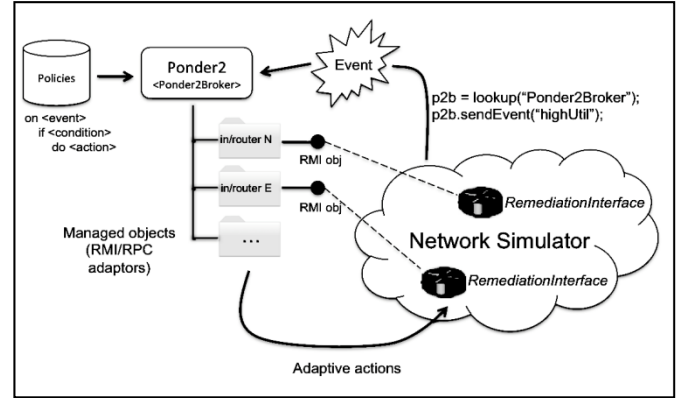 Policies
on <event>
if <condition>
do <action>
Ponder2
<Ponder2Broker>
Event
p2b = lookup(“Ponder2Broker”);
p2b.sendEvent(“highUtil”);
in/router N
RMI obj
in/router E
RMI obj
...
Managed objects
(RMI/RPC
adaptors)
RemediationInterface
Network Simulator
RemediationInterface
Adaptive actions